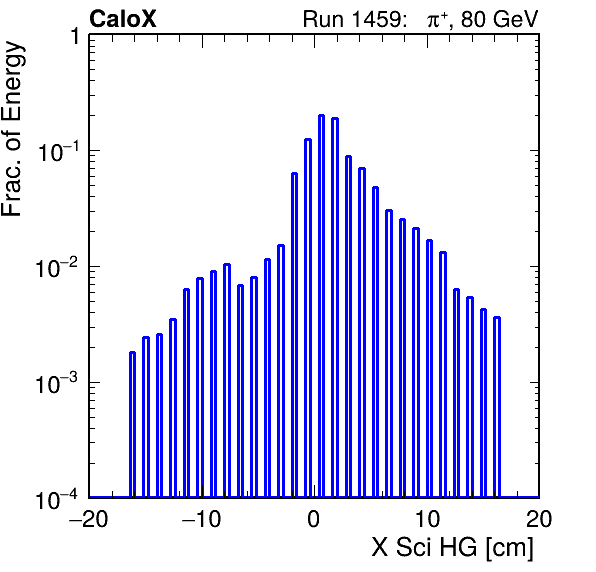 CaloX Run 1459: π⁺, 80 GeV
Frac. of Energy
1
10⁻¹
10⁻²
10⁻³
10⁻⁴
−20 −10 0 10 20
X Sci HG [cm]